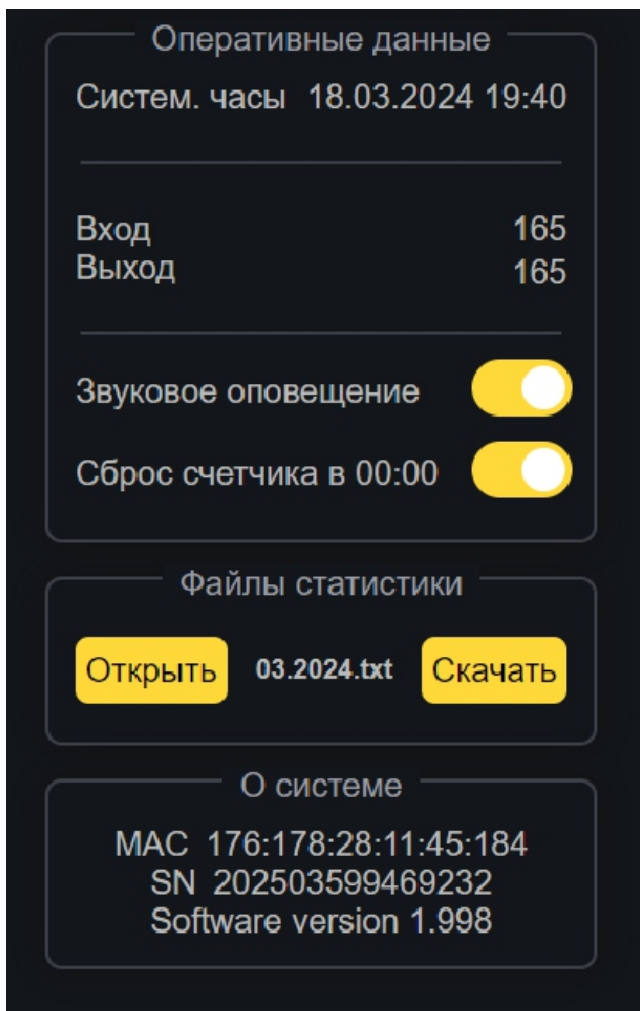 Оперативные данные
Систем. часы 18.03.2024 19:40
Вход 165
Выход 165
Звуковое оповещение
Сброс счетчика в 00:00
Файлы статистики
Открыть 03.2024.txt Скачать
О системе
MAC 176:178:28:11:45:184
SN 202503599469232
Software version 1.998